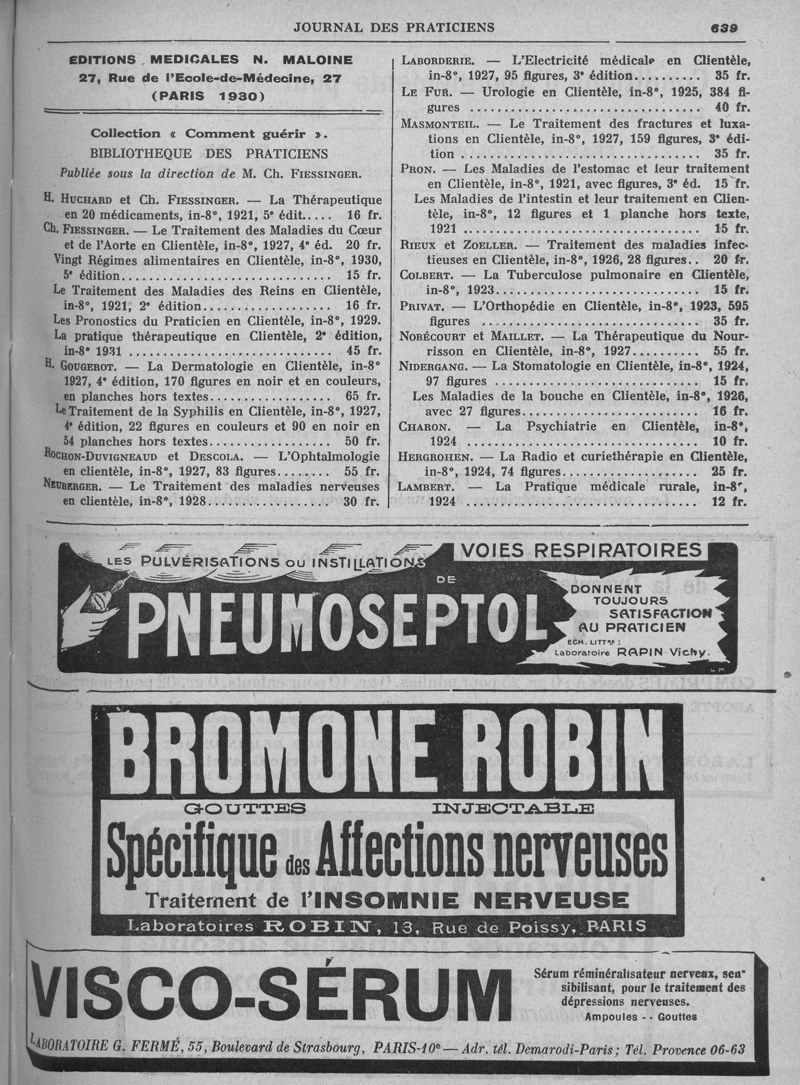 JOURNAL DES PRATICIENS 639
EDITIONS MEDICALES N. MALOINE
27, Rue de l'Ecole-de-Médecine, 27
(PARIS 1930)
Collection « Comment guérir ».
BIBLIOTHEQUE DES PRATICIENS
Publiée sous la direction de M. Ch. FIESSINGER.
H. HUCHARD et Ch. FIESSINGER. — La Thérapeutique
en 20 médicaments, in-8°, 1921, 5e édit..... 16 fr.
Ch. FIESSINGER. — Le Traitement des Maladies du Cœur
et de l'Aorte en Clientèle, in-8°, 1927, 4e éd. 20 fr.
Vingt Régimes alimentaires en Clientèle, in-8°, 1930,
5e édition.............................. 15 fr.
Le Traitement des Maladies des Reins en Clientèle,
in-8°, 1921, 2e édition.................. 16 fr.
Les Pronostics du Praticien en Clientèle, in-8°, 1929.
La pratique thérapeutique en Clientèle, 2e édition,
in-8° 1931 ............................. 45 fr.
H. GOUGEROT. — La Dermatologie en Clientèle, in-8°
1927, 4e édition, 170 figures en noir et en couleurs,
en planches hors textes................. 65 fr.
Le Traitement de la Syphilis en Clientèle, in-8°, 1927,
4e édition, 22 figures en couleurs et 90 en noir en
54 planches hors textes................. 50 fr.
ROCHON-DUVIGNEAUD et DESCOLA. — L'Ophtalmologie
en clientèle, in-8°, 1927, 83 figures........ 55 fr.
NEUBERGER. — Le Traitement des maladies nerveuses
en clientèle, in-8°, 1928.................. 30 fr.
LABORDERIE. — L'Electricité médicale en Clientèle,
in-8°, 1927, 95 figures, 3e édition.......... 35 fr.
LE FUR. — Urologie en Clientèle, in-8°, 1925, 384 fi-
gures ................................. 40 fr.
MASMONTEIL. — Le Traitement des fractures et luxa-
tions en Clientèle, in-8°, 1927, 159 figures, 3e édi-
tion .................................. 35 fr.
PRON. — Les Maladies de l'estomac et leur traitement
en Clientèle, in-8°, 1921, avec figures, 3e éd. 15 fr.
Les Maladies de l'intestin et leur traitement en Clien-
tèle, in-8°, 12 figures et 1 planche hors texte,
1921 .................................. 15 fr.
RIEUX et ZOELLER. — Traitement des maladies infec-
tieuses en Clientèle, in-8°, 1926, 28 figures.. 20 fr.
COLBERT. — La Tuberculose pulmonaire en Clientèle,
in-8°, 1923............................. 15 fr.
PRIVAT. — L'Orthopédie en Clientèle, in-8°, 1923, 595
figures ............................... 35 fr.
NOBÉCOURT et MAILLET. — La Thérapeutique du Nour-
risson en Clientèle, in-8°, 1927.......... 55 fr.
NIDERGANG. — La Stomatologie en Clientèle, in-8°, 1924,
97 figures ............................. 15 fr.
Les Maladies de la bouche en Clientèle, in-8°, 1926,
avec 27 figures......................... 16 fr.
CHARON. — La Psychiatrie en Clientèle, in-8°,
1924 .................................. 10 fr.
HERGROHEN. — La Radio et curiethérapie en Clientèle,
in-8°, 1924, 74 figures................... 25 fr.
LAMBERT. — La Pratique médicale rurale, in-8°,
1924 .................................. 12 fr.
LES PULVÉRISATIONS OU INSTILLATIONS
VOIES RESPIRATOIRES
DE
PNEUMOSEPTOL
DONNENT
TOUJOURS
SATISFACTION
AU PRATICIEN
ECH. LITTre :
Laboratoire RAPIN Vichy.
BROMONE ROBIN
GOUTTES INJECTABLE
Spécifique des Affections nerveuses
Traitement de l'INSOMNIE NERVEUSE
Laboratoires ROBIN, 13, Rue de Poissy, PARIS
VISCO-SÉRUM
Sérum réminéralisateur nerveux, sen-
sibilisant, pour le traitement des
dépressions nerveuses.
Ampoules - - Gouttes
LABORATOIRE G. FERMÉ, 55, Boulevard de Strasbourg, PARIS-10e — Adr. tél. Demarodi-Paris ; Tél. Provence 06-63